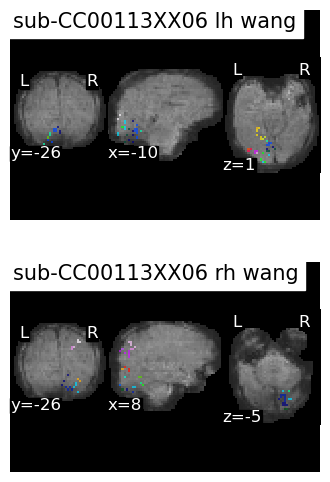 sub-CC00113XX06 lh wang
L R L R
y=-26 x=-10 z=1
sub-CC00113XX06 rh wang
L R L R
y=-26 x=8 z=-5